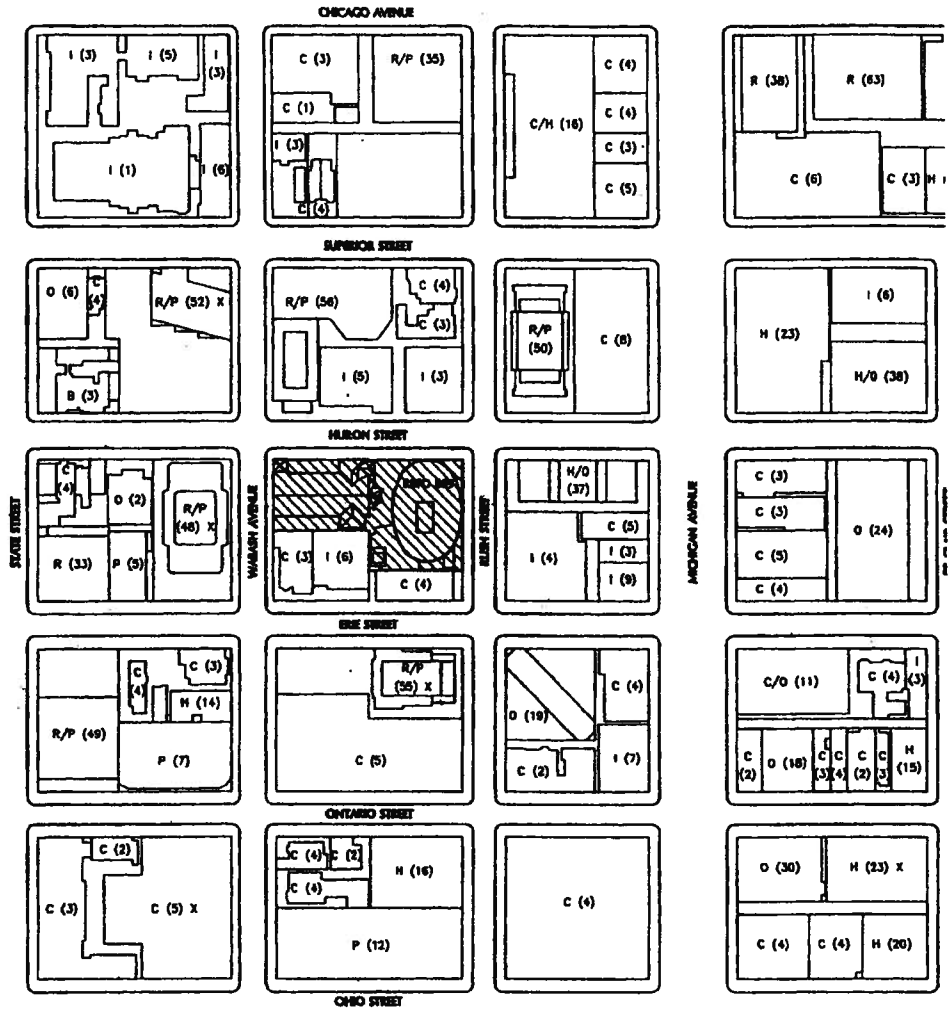 CHICAGO AVENUE
I (3)
I (5)
I (3)
I (1)
I (6)
C (3)
R/P (35)
C (1)
I (3)
C (4)
C/H (16)
C (4)
C (4)
C (3)
C (5)
R (38)
R (63)
C (6)
C (3)
H
SUPERIOR STREET
O (6)
C (4)
R/P (52) X
B (3)
R/P (56)
C (4)
C (3)
I (5)
I (3)
R/P (50)
C (8)
H (23)
I (6)
H/O (38)
HURON STREET
STATE STREET
C (4)
O (2)
R/P (48) X
R (33)
P (5)
WABASH AVENUE
C (3)
I (6)
C (4)
RUSH STREET
H/O (37)
C (5)
I (4)
I (3)
I (9)
MICHIGAN AVENUE
C (3)
C (3)
C (5)
C (4)
O (24)
ERIE STREET
C (4)
C (3)
H (14)
R/P (49)
P (7)
R/P (55) X
C (5)
O (19)
C (4)
C (2)
I (7)
C/O (11)
C (4)
I (3)
C (2)
O (18)
C (3)
C (4)
C (2)
C (3)
H (15)
ONTARIO STREET
C (2)
C (3)
C (5) X
C (4)
C (2)
C (4)
H (16)
P (12)
C (4)
O (30)
H (23) X
C (4)
C (4)
H (20)
OHIO STREET